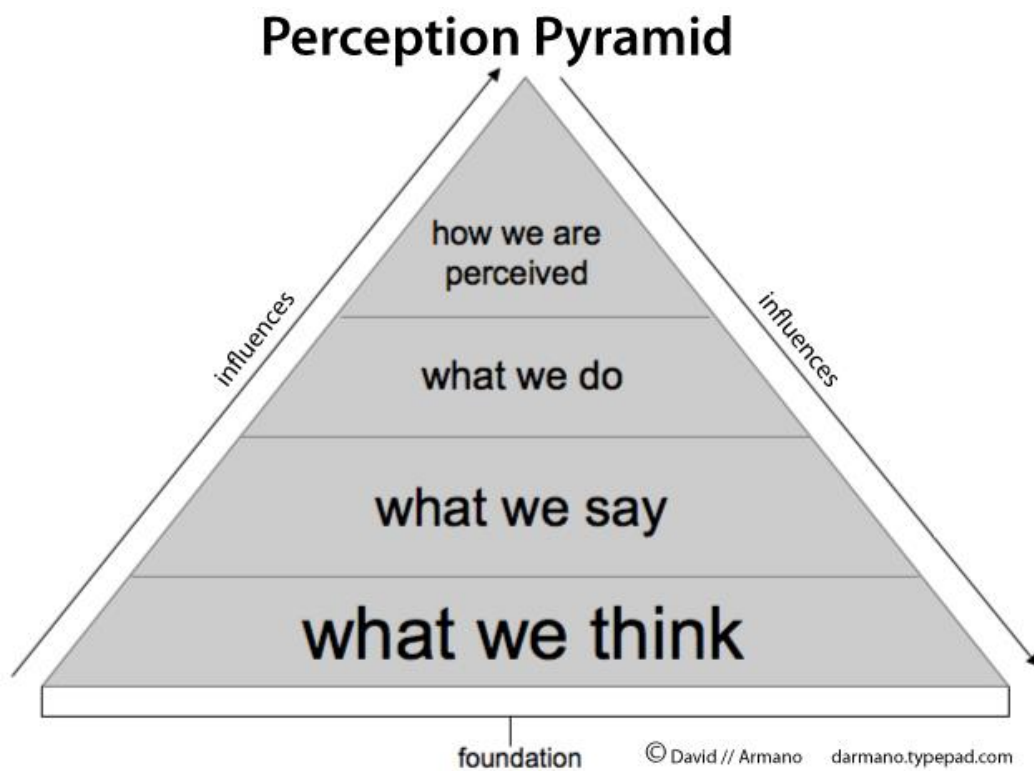 Perception Pyramid
how we are
perceived
influences
influences
what we do
what we say
what we think
foundation
© David // Armano darmano.typepad.com